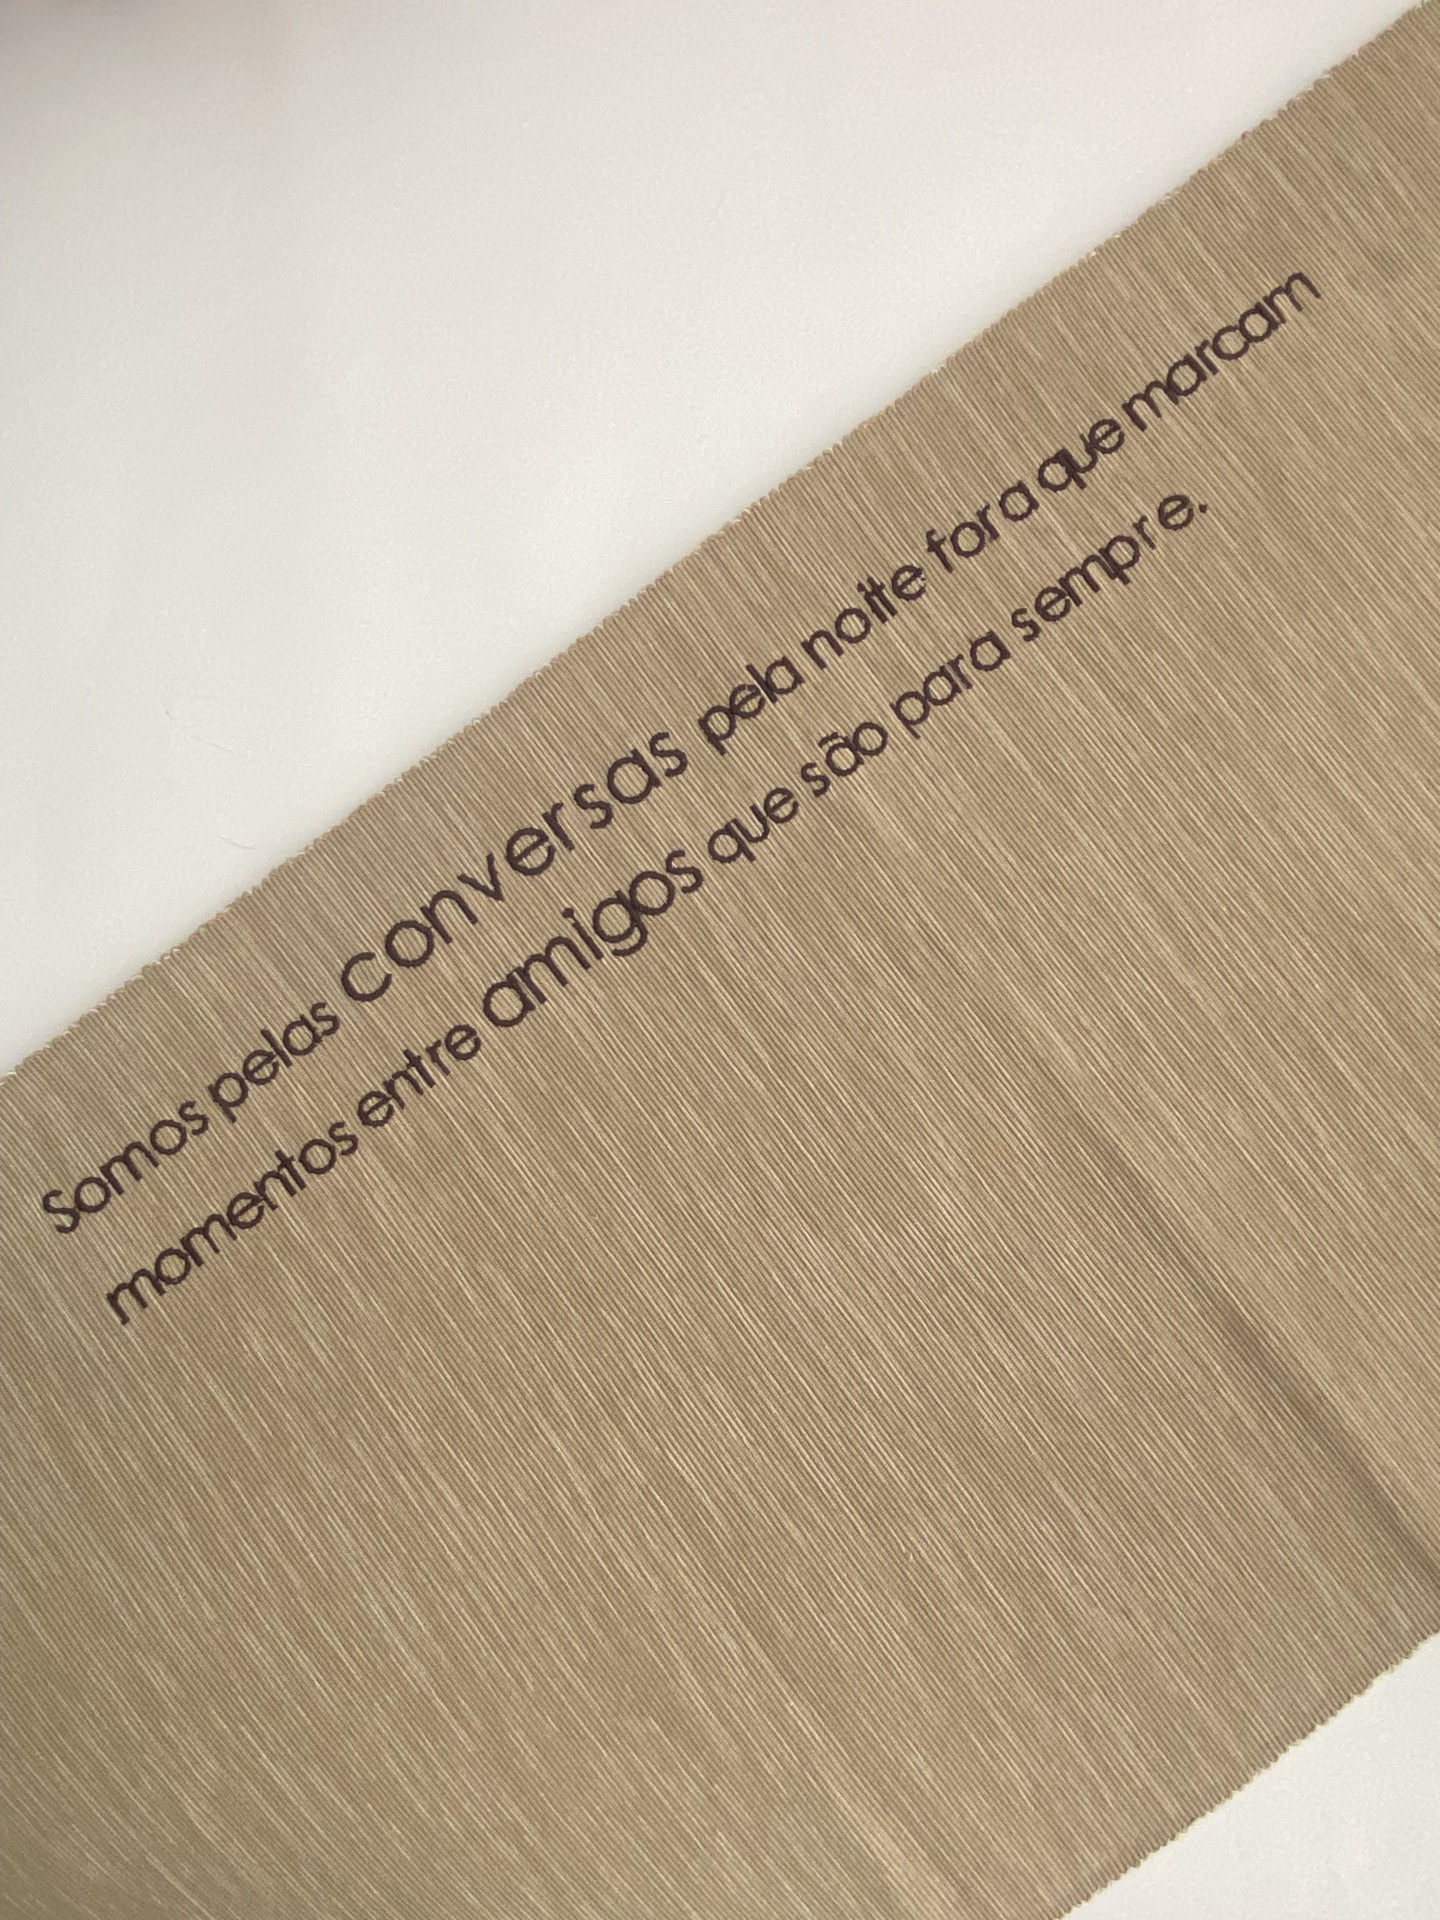 Somos pelas conversas pela noite fora que marcam
momentos entre amigos que são para sempre.